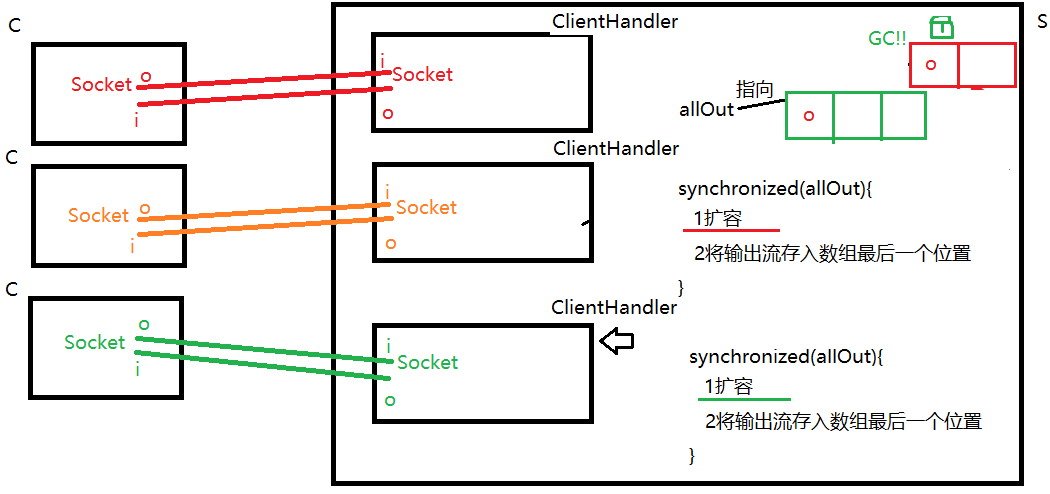 C
ClientHandler
S
GC!!
Socket
o
i
i
Socket
o
o
指向
allOut
o
C
ClientHandler
Socket
o
i
i
Socket
o
synchronized(allOut){
1扩容
2将输出流存入数组最后一个位置
}
C
ClientHandler
Socket
o
i
i
Socket
o
synchronized(allOut){
1扩容
2将输出流存入数组最后一个位置
}